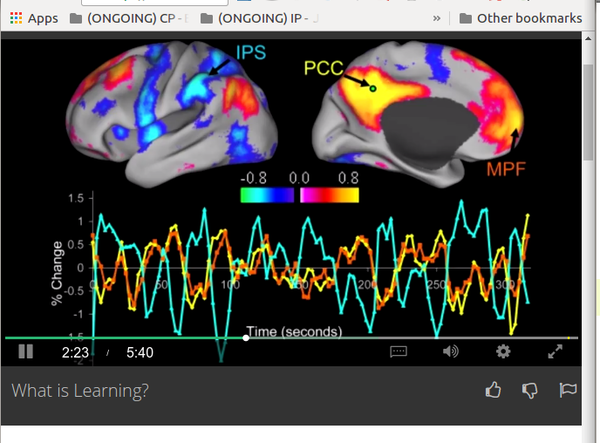 Apps (ONGOING) CP - (ONGOING) IP - » Other bookmarks
IPS
PCC
MPF
-0.8 0.0 0.8
% Change
1.5
1
0.5
0
-0.5
-1
-1.5
-2
0 50 100 150 200 250 300
Time (seconds)
2:23 / 5:40
What is Learning?